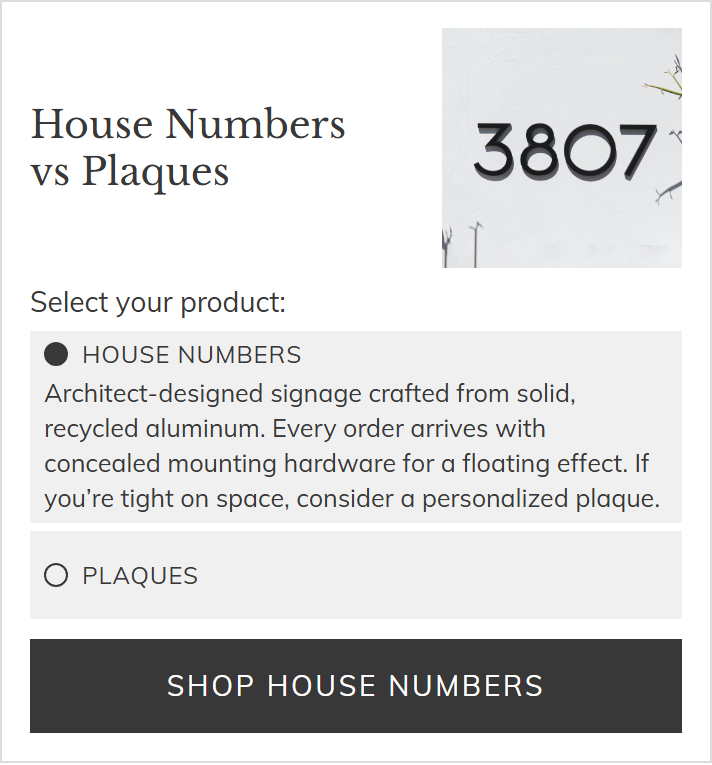 House Numbers
vs Plaques
3807
Select your product:
HOUSE NUMBERS
Architect-designed signage crafted from solid,
recycled aluminum. Every order arrives with
concealed mounting hardware for a floating effect. If
you’re tight on space, consider a personalized plaque.
PLAQUES
SHOP HOUSE NUMBERS